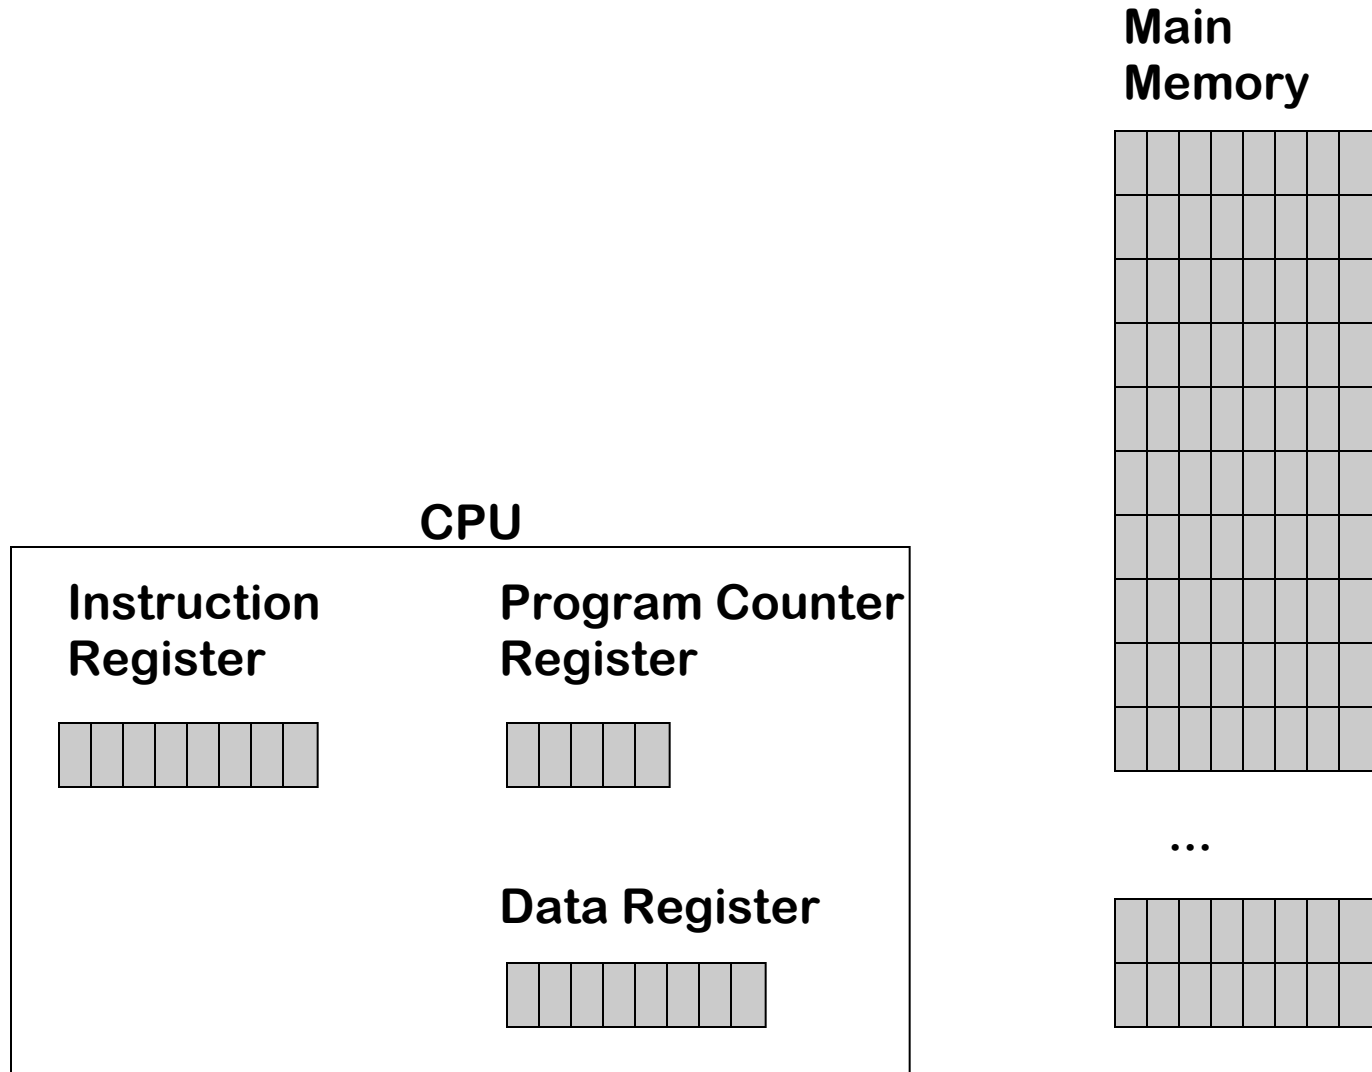 Main
Memory
CPU
Instruction
Register
Program Counter
Register
...
Data Register